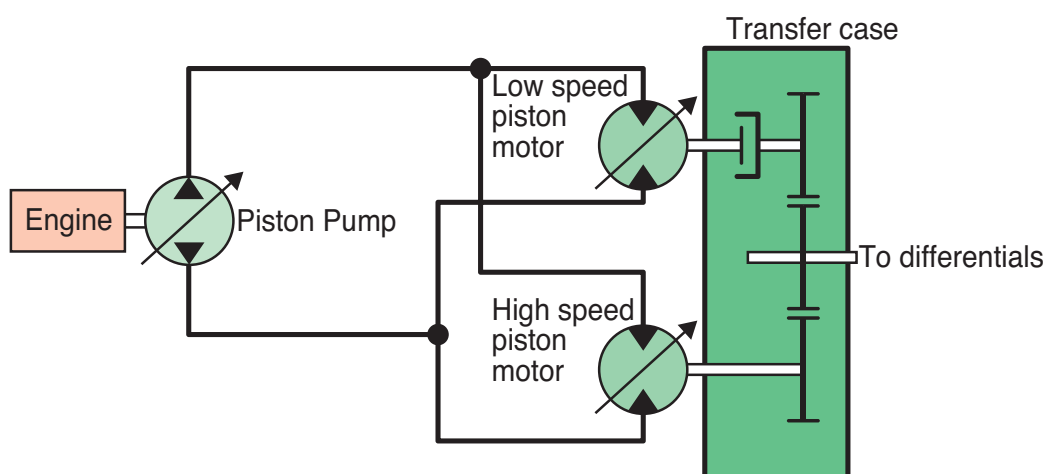 Transfer case
Low speed
piston
motor
Engine
Piston Pump
To differentials
High speed
piston
motor